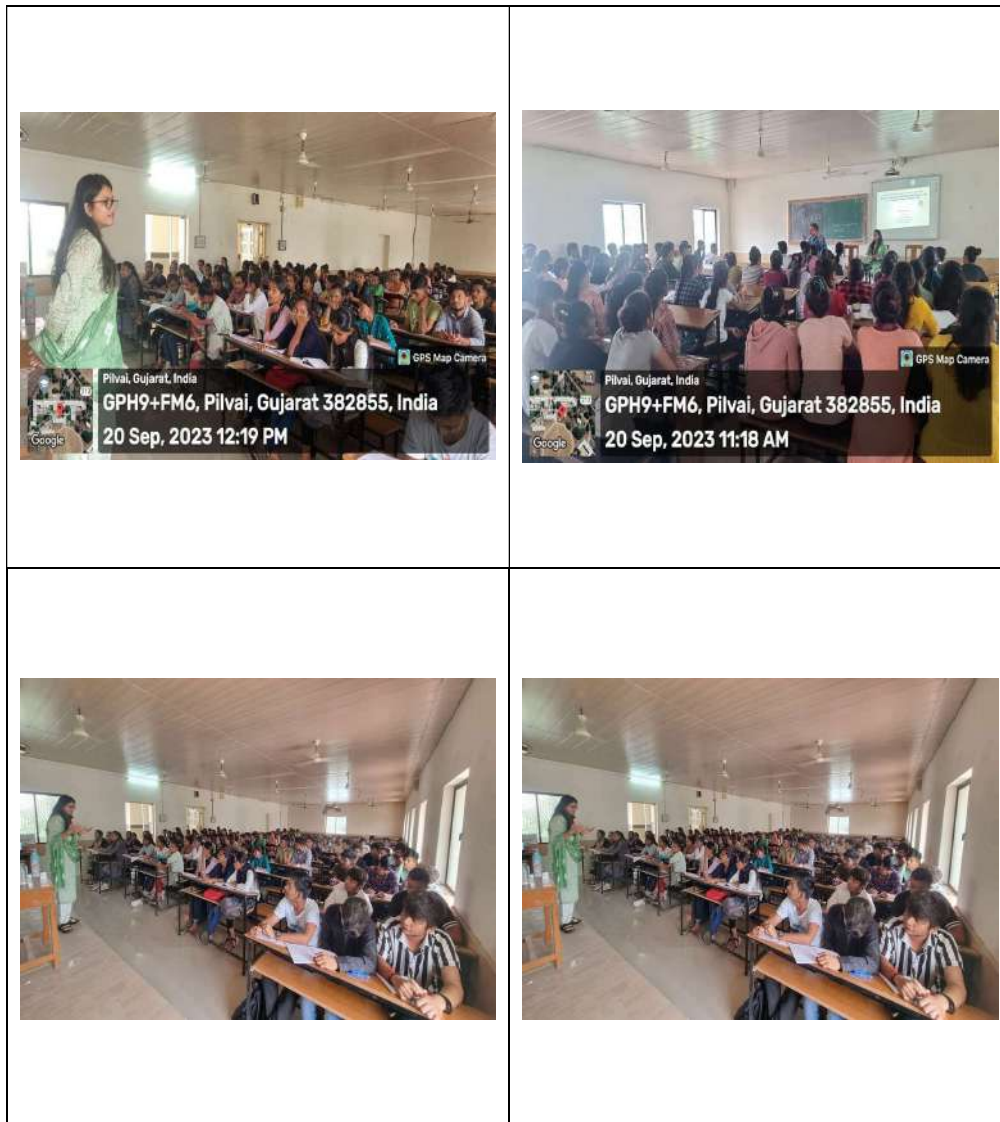 GPS Map Camera
Pilvai, Gujarat, India
GPH9+FM6, Pilvai, Gujarat 382855, India
20 Sep, 2023 12:19 PM
Google
GPS Map Camera
Pilvai, Gujarat, India
GPH9+FM6, Pilvai, Gujarat 382855, India
20 Sep, 2023 11:18 AM
Google